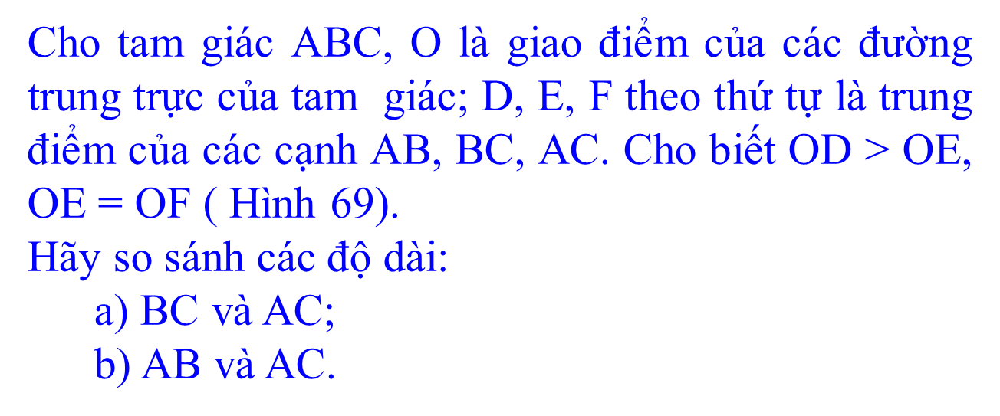 Cho tam giác ABC, O là giao điểm của các đường
trung trực của tam giác; D, E, F theo thứ tự là trung
điểm của các cạnh AB, BC, AC. Cho biết OD > OE,
OE = OF ( Hình 69).
Hãy so sánh các độ dài:
a) BC và AC;
b) AB và AC.